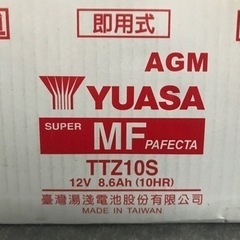 即用式
AGM
YUASA
SUPER MF PAFECTA
TTZ10S
12V 8.6Ah (10HR)
臺灣湯淺電池股份有限公司
MADE IN TAIWAN